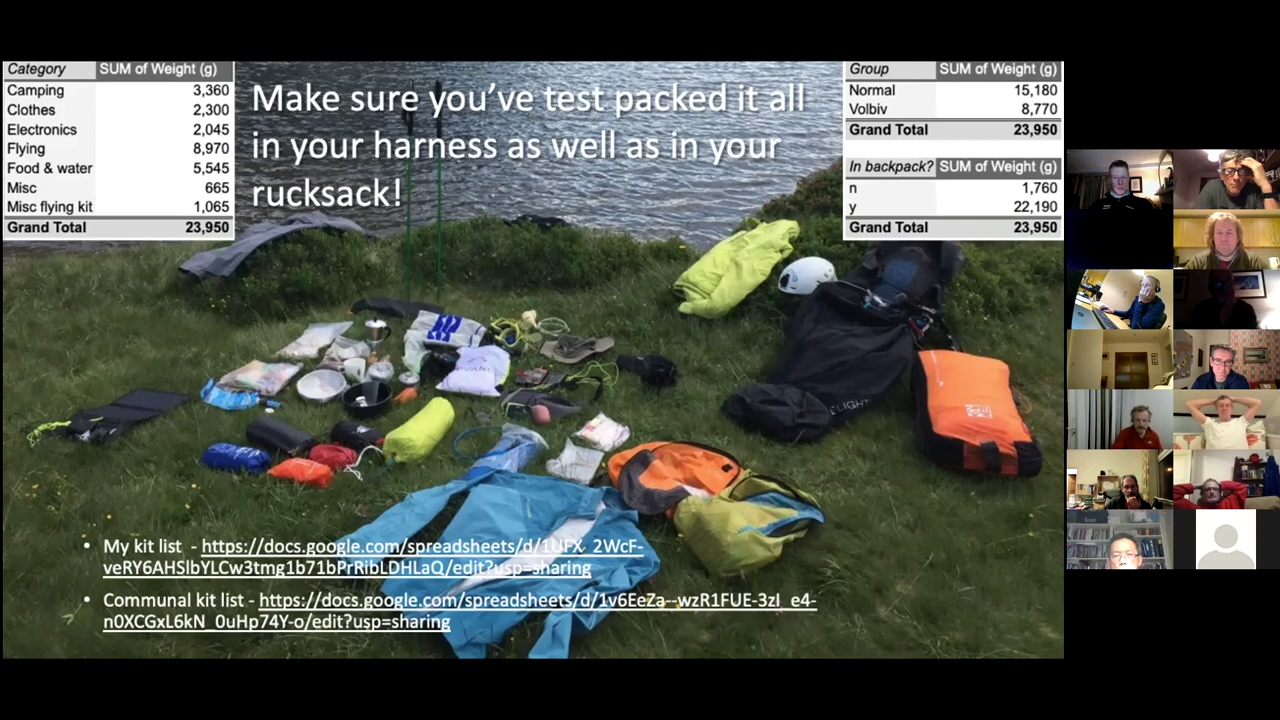 Category SUM of Weight (g)
Camping 3,360
Clothes 2,300
Electronics 2,045
Flying 8,970
Food & water 5,545
Misc 665
Misc flying kit 1,065
Grand Total 23,950
Make sure you've test packed it all
in your harness as well as in your
rucksack!
Group SUM of Weight (g)
Normal 15,180
Volbiv 8,770
Grand Total 23,950
In backpack? SUM of Weight (g)
n 1,760
y 22,190
Grand Total 23,950
• My kit list - https://docs.google.com/spreadsheets/d/1UFX_2WcF-
veRY6AHSlbYLCw3tmg1b71bPrRibLDHLaQ/edit?usp=sharing
• Communal kit list - https://docs.google.com/spreadsheets/d/1v6EeZa--wzR1FUE-3zI_e4-
n0XCGxL6kN_0uHp74Y-o/edit?usp=sharing